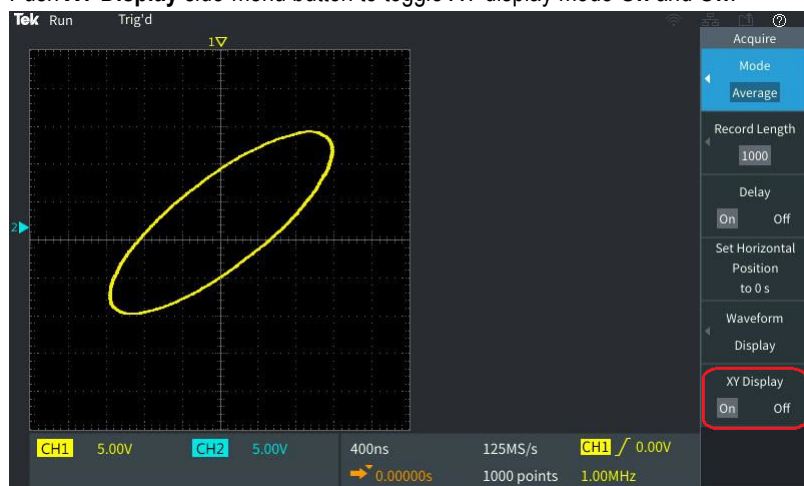 Tek Run Trig'd
1
Acquire
Mode
Average
Record Length
1000
Delay
On Off
2
Set Horizontal
Position
to 0 s
Waveform
Display
XY Display
On Off
CH1 5.00V CH2 5.00V 400ns 125MS/s CH1 0.00V
0.00000s 1000 points 1.00MHz